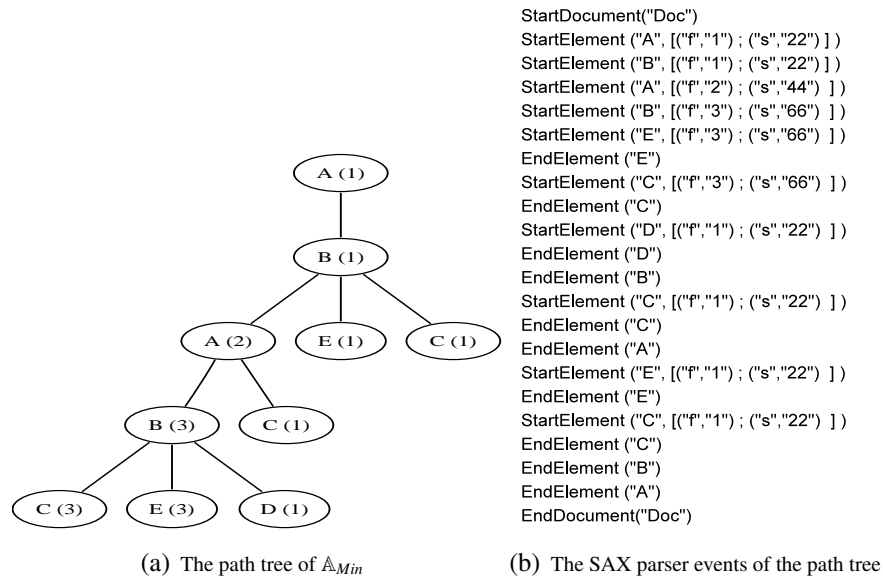 A (1)
B (1)
A (2)
E (1)
C (1)
B (3)
C (1)
C (3)
E (3)
D (1)
(a) The path tree of 𝔸Min
StartDocument("Doc")
StartElement ("A", [("f","1") ; ("s","22") ] )
StartElement ("B", [("f","1") ; ("s","22") ] )
StartElement ("A", [("f","2") ; ("s","44")  ] )
StartElement ("B", [("f","3") ; ("s","66")  ] )
StartElement ("E", [("f","3") ; ("s","66")  ] )
EndElement ("E")
StartElement ("C", [("f","3") ; ("s","66")  ] )
EndElement ("C")
StartElement ("D", [("f","1") ; ("s","22")  ] )
EndElement ("D")
EndElement ("B")
StartElement ("C", [("f","1") ; ("s","22")  ] )
EndElement ("C")
EndElement ("A")
StartElement ("E", [("f","1") ; ("s","22")  ] )
EndElement ("E")
StartElement ("C", [("f","1") ; ("s","22")  ] )
EndElement ("C")
EndElement ("B")
EndElement ("A")
EndDocument("Doc")
(b) The SAX parser events of the path tree